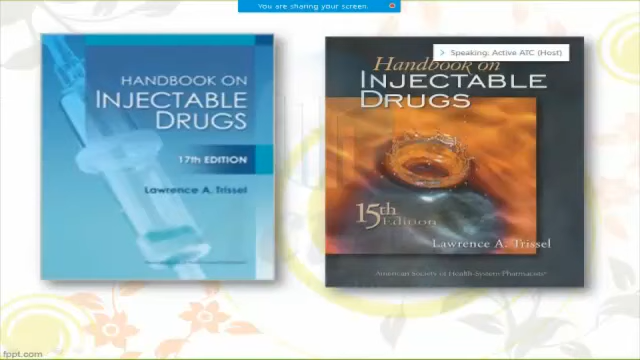 You are sharing your screen.
HANDBOOK ON
INJECTABLE
DRUGS
17th EDITION
Lawrence A. Trissel
Speaking: Active ATC (Host)
Handbook on
INJECTABLE
DRUGS
15th
Edition
Lawrence A. Trissel
American Society of Health-System Pharmacists
fppt.com